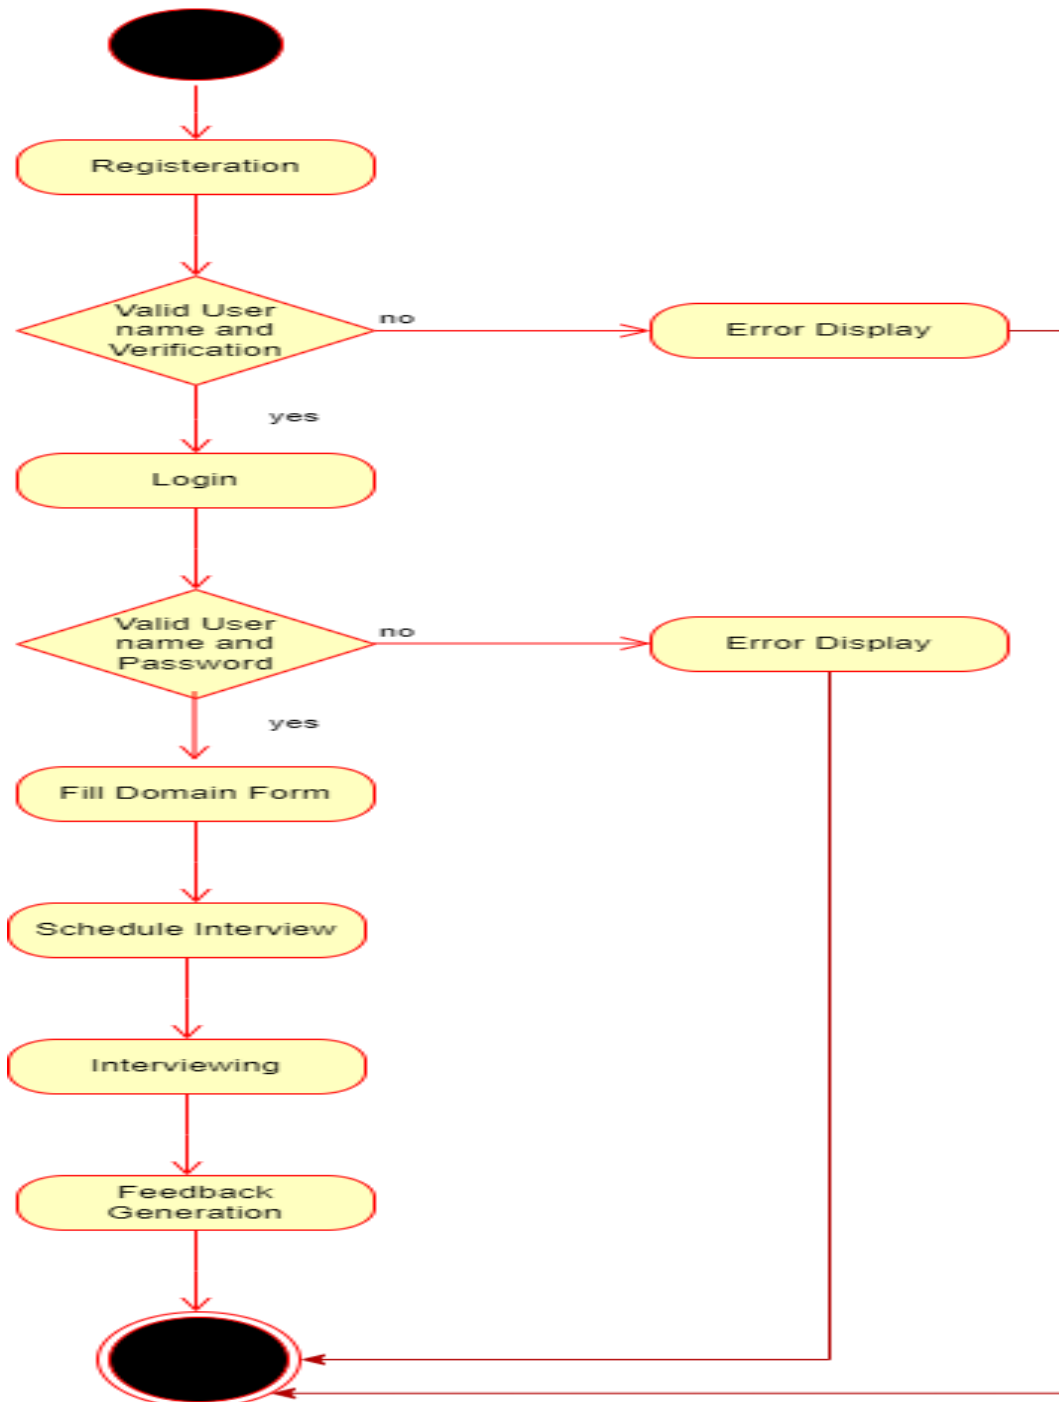 Registeration
Valid User
name and
Verification
no
Error Display
yes
Login
Valid User
name and
Password
no
Error Display
yes
Fill Domain Form
Schedule Interview
Interviewing
Feedback
Generation